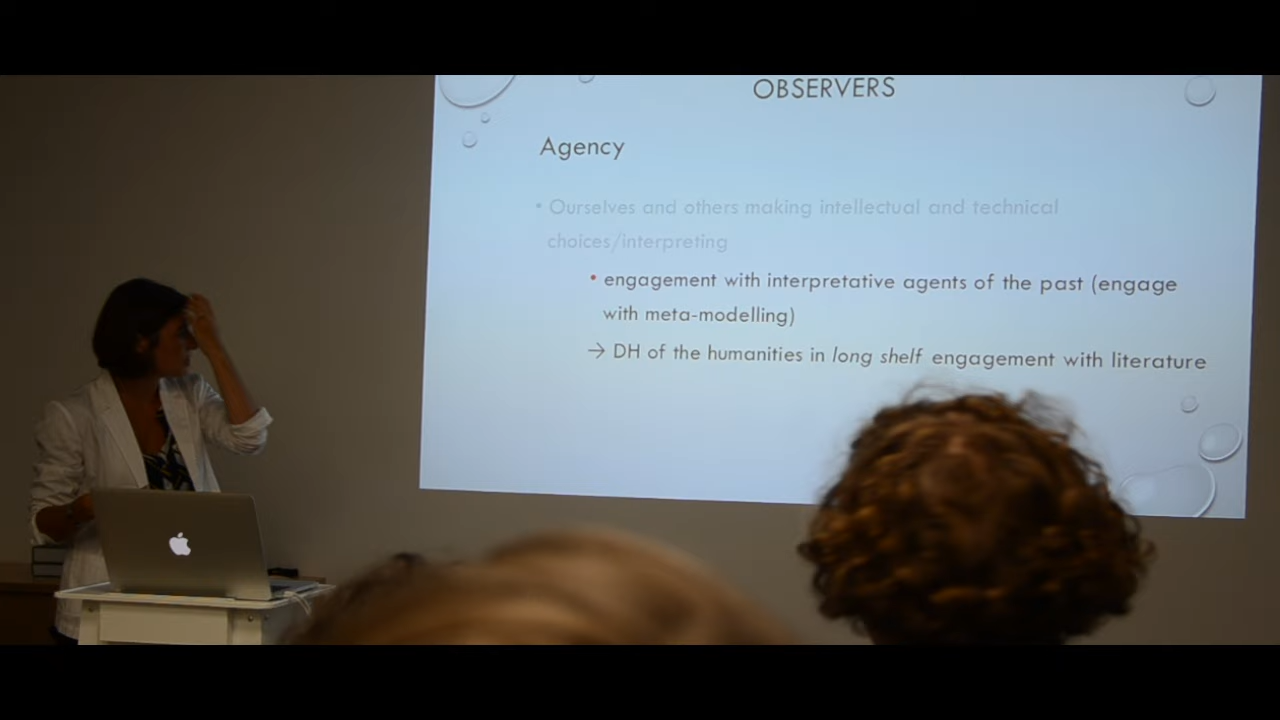 OBSERVERS
Agency
• Ourselves and others making intellectual and technical
choices/interpreting
• engagement with interpretative agents of the past (engage
with meta-modelling)
→ DH of the humanities in long shelf engagement with literature